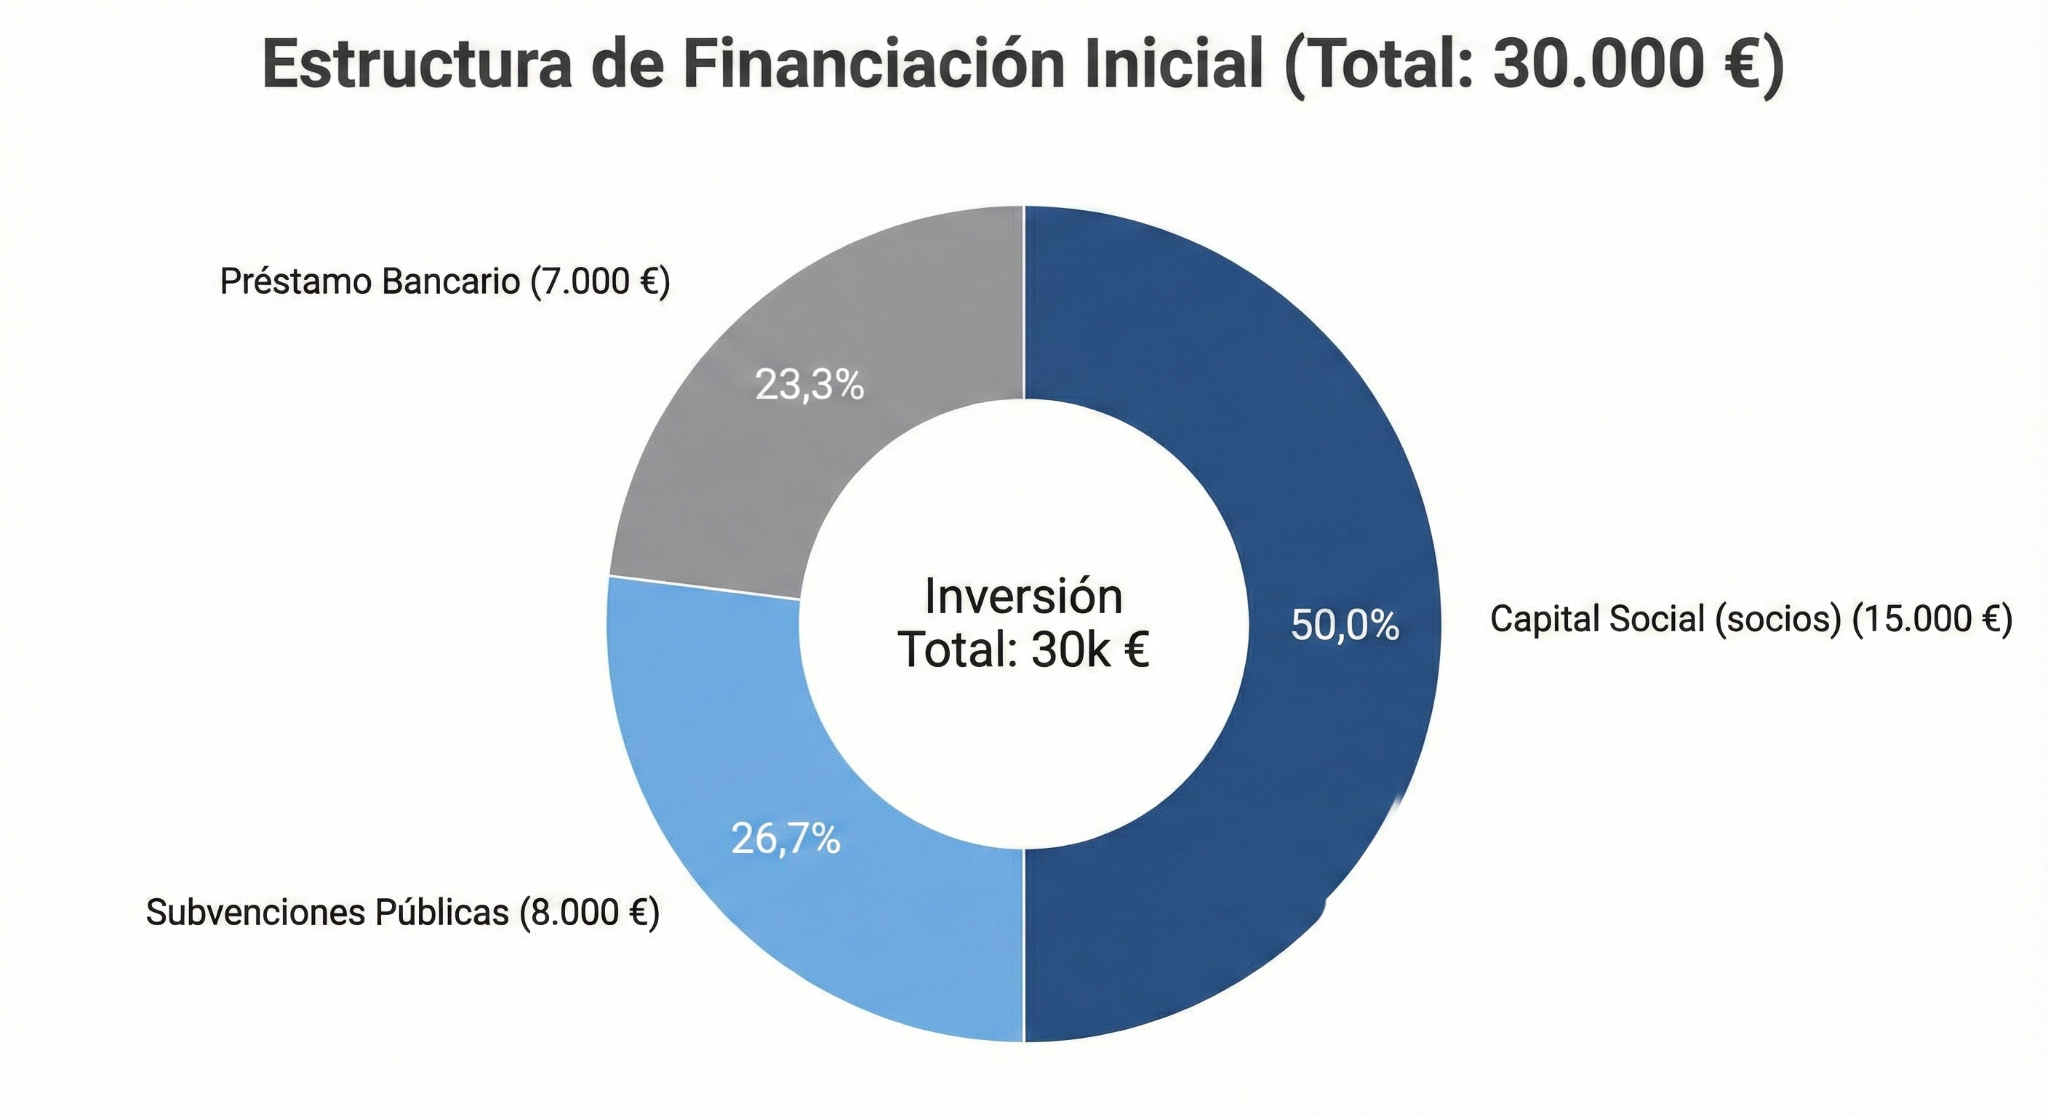 Estructura de Financiación Inicial (Total: 30.000 €)
Préstamo Bancario (7.000 €)
23,3%
Inversión
Total: 30k €
50,0%
Capital Social (socios) (15.000 €)
26,7%
Subvenciones Públicas (8.000 €)